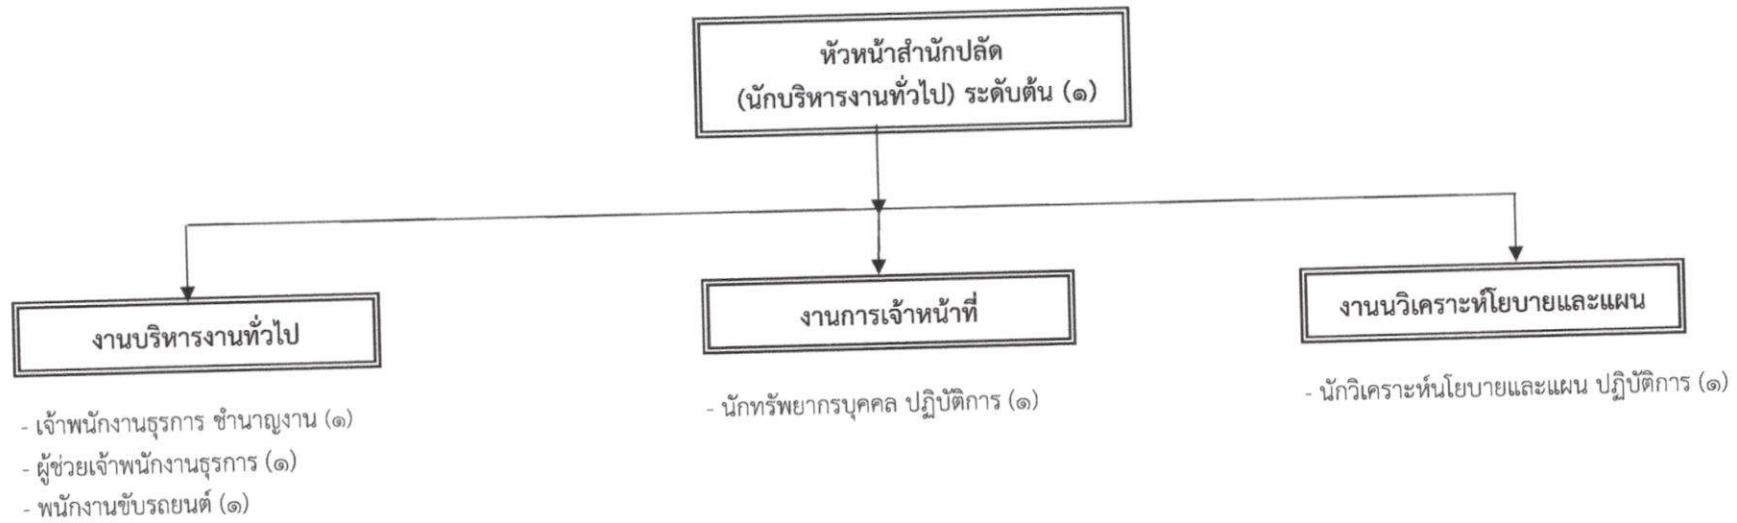 หัวหน้าสำนักปลัด
(นักบริหารงานทั่วไป) ระดับต้น (๑)
งานบริหารงานทั่วไป
- เจ้าพนักงานธุรการ ชำนาญงาน (๑)
- ผู้ช่วยเจ้าพนักงานธุรการ (๑)
- พนักงานขับรถยนต์ (๑)
งานการเจ้าหน้าที่
- นักทรัพยากรบุคคล ปฏิบัติการ (๑)
งานนวิเคราะห์โยบายและแผน
- นักวิเคราะห์นโยบายและแผน ปฏิบัติการ (๑)